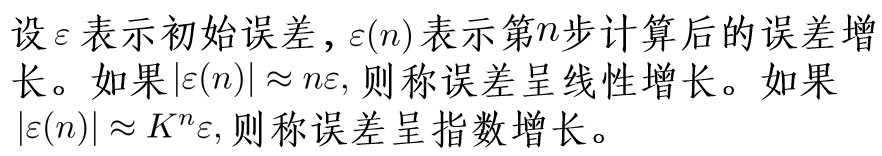 设 ε 表示初始误差, ε(n) 表示第n步计算后的误差增
长。如果|ε(n)| ≈ nε, 则称误差呈线性增长。如果
|ε(n)| ≈ Kⁿε, 则称误差呈指数增长。